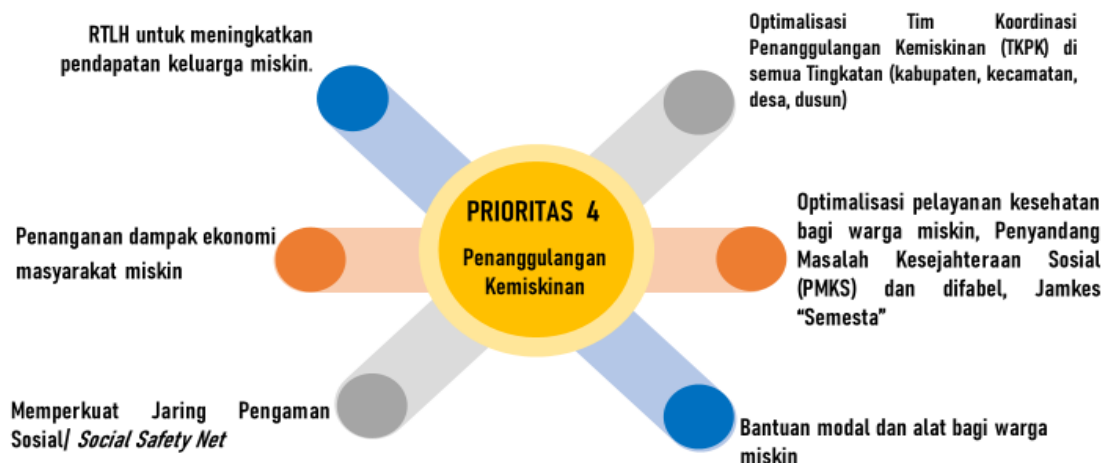 RTLH untuk meningkatkan
pendapatan keluarga miskin.
Optimalisasi Tim Koordinasi
Penanggulangan Kemiskinan (TKPK) di
semua Tingkatan (kabupaten, kecamatan,
desa, dusun)
PRIORITAS 4
Penanggulangan
Kemiskinan
Penanganan dampak ekonomi
masyarakat miskin
Optimalisasi pelayanan kesehatan
bagi warga miskin, Penyandang
Masalah Kesejahteraan Sosial
(PMKS) dan difabel, Jamkes
“Semesta”
Memperkuat Jaring Pengaman
Sosial/ Social Safety Net
Bantuan modal dan alat bagi warga
miskin